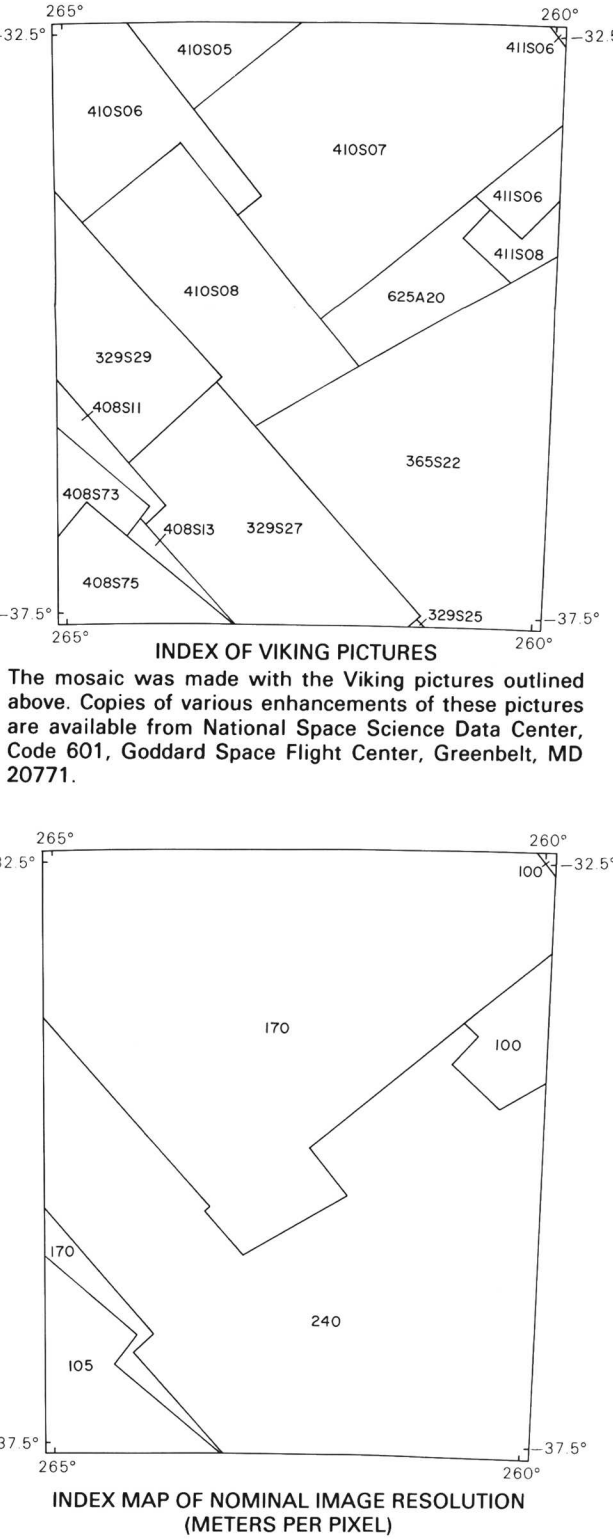 265°
260°
-32.5°
-32.5
410S05
411S06
410S06
410S07
411S06
411S08
410S08
625A20
329S29
408S11
365S22
408S73
408S13
329S27
408S75
329S25
-37.5°
-37.5°
265°
260°
INDEX OF VIKING PICTURES
The mosaic was made with the Viking pictures outlined
above. Copies of various enhancements of these pictures
are available from National Space Science Data Center,
Code 601, Goddard Space Flight Center, Greenbelt, MD
20771.
265°
260°
32.5°
-32.5°
100
170
100
170
240
105
37.5°
-37.5°
265°
260°
INDEX MAP OF NOMINAL IMAGE RESOLUTION
(METERS PER PIXEL)